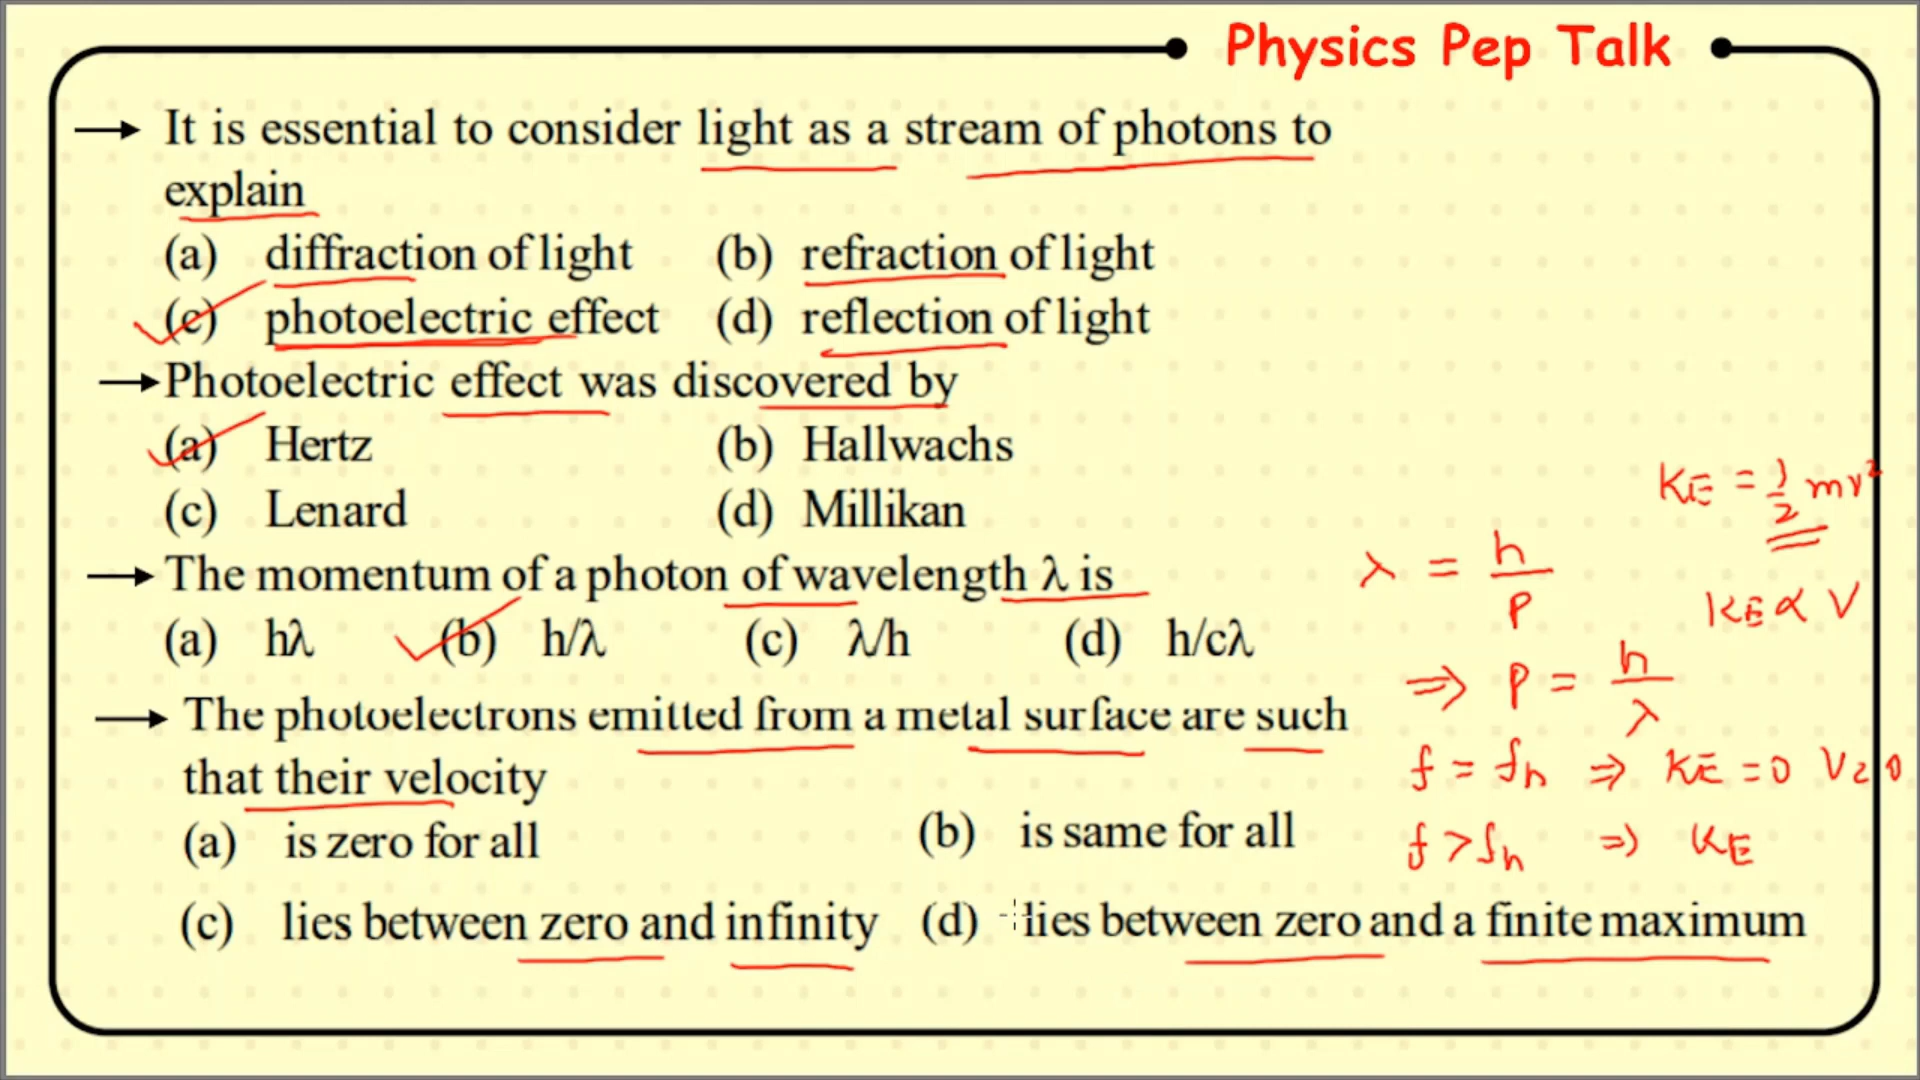 Physics Pep Talk
It is essential to consider light as a stream of photons to
explain
(a) diffraction of light (b) refraction of light
(c) photoelectric effect (d) reflection of light
Photoelectric effect was discovered by
(a) Hertz (b) Hallwachs
(c) Lenard (d) Millikan
The momentum of a photon of wavelength λ is
(a) hλ (b) h/λ (c) λ/h (d) h/cλ
The photoelectrons emitted from a metal surface are such
that their velocity
(a) is zero for all (b) is same for all
(c) lies between zero and infinity (d) lies between zero and a finite maximum
KE = 1/2 mv²
λ = h/p
KE ∝ V
⇒ p = h/λ
f = fh ⇒ KE = 0 V=0
f > fh ⇒ KE